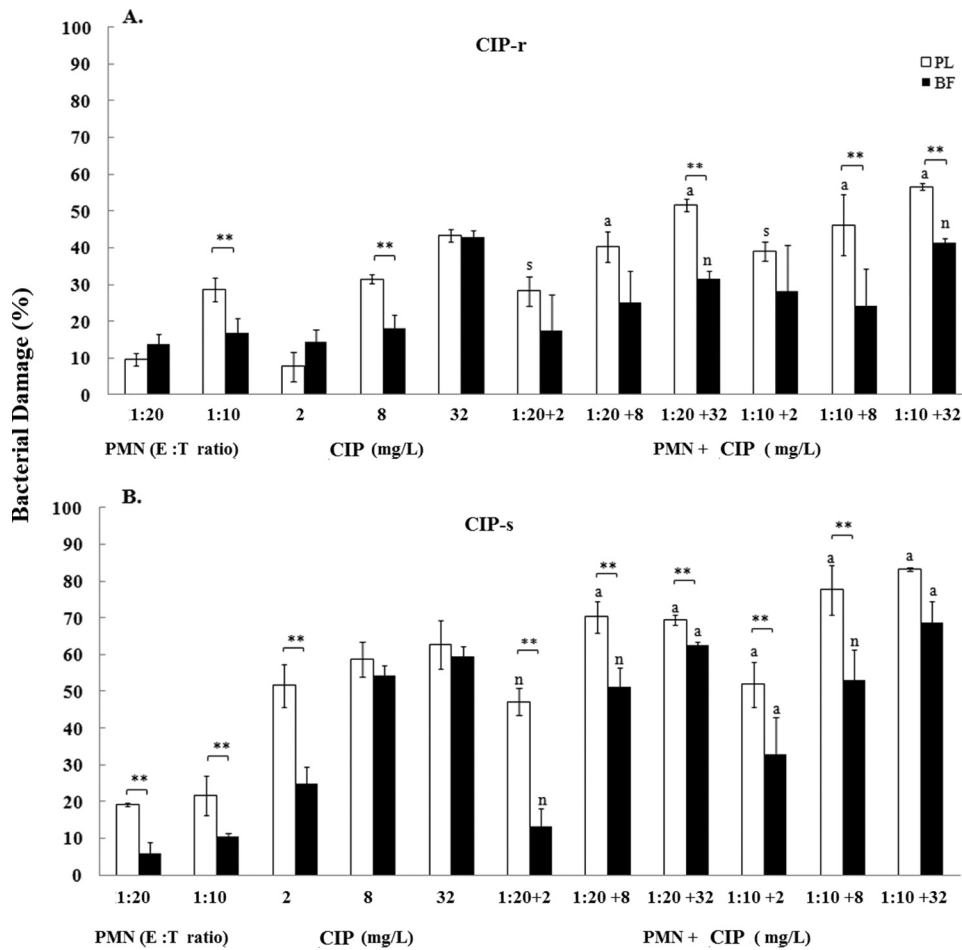 A.
CIP-r
PL
BF
Bacterial Damage (%)
100
90
80
70
60
50
40
30
20
10
0
** ** ** ** **
s a a n s a a n
1:20 1:10 2 8 32 1:20+2 1:20 +8 1:20 +32 1:10 +2 1:10 +8 1:10 +32
PMN (E :T ratio) CIP (mg/L) PMN + CIP ( mg/L)
B.
CIP-s
100
90
80
70
60
50
40
30
20
10
0
** ** ** ** ** ** ** **
n n a n a a a a a n a a
1:20 1:10 2 8 32 1:20+2 1:20 +8 1:20 +32 1:10 +2 1:10 +8 1:10 +32
PMN (E :T ratio) CIP (mg/L) PMN + CIP (mg/L)